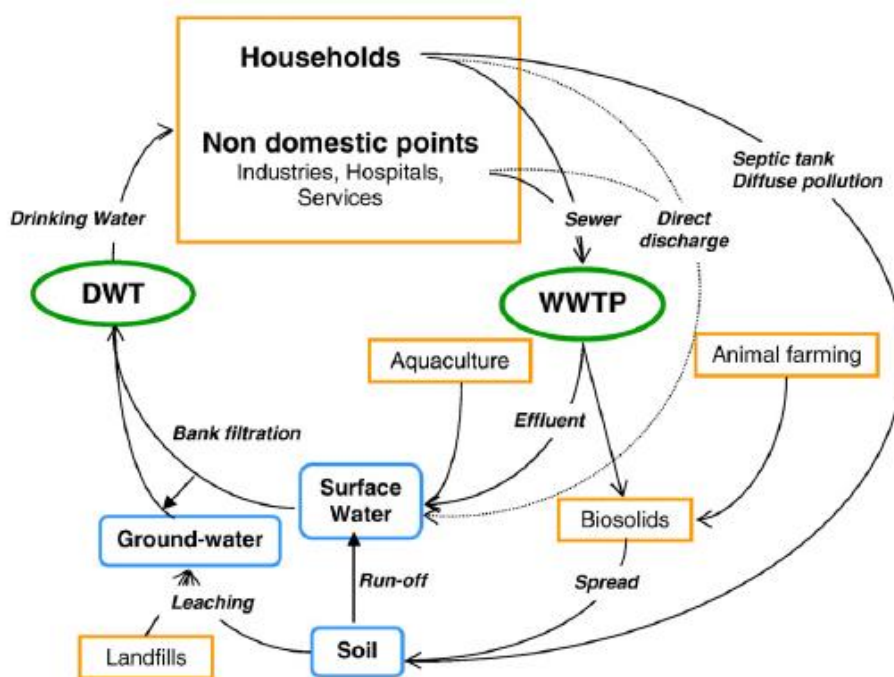 Households
Non domestic points
Industries, Hospitals,
Services
Septic tank
Diffuse pollution
Drinking Water
Sewer
Direct
discharge
DWT
WWTP
Aquaculture
Animal farming
Bank filtration
Effluent
Surface
Water
Biosolids
Ground-water
Run-off
Spread
Leaching
Landfills
Soil